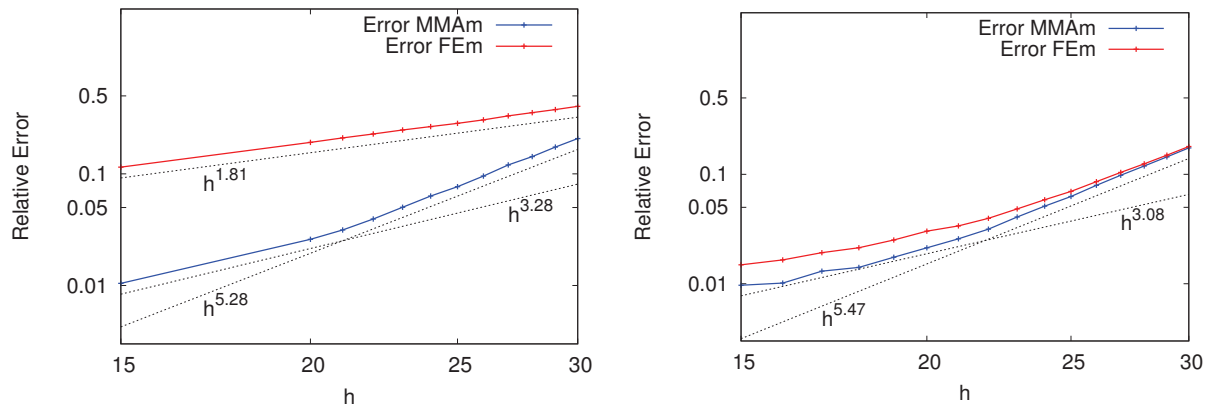 Error MMAm
Error FEm
0.5
0.1
0.05
0.01
Relative Error
h^1.81
h^3.28
h^5.28
15
20
25
30
h
Error MMAm
Error FEm
0.5
0.1
0.05
0.01
Relative Error
h^3.08
h^5.47
15
20
25
30
h